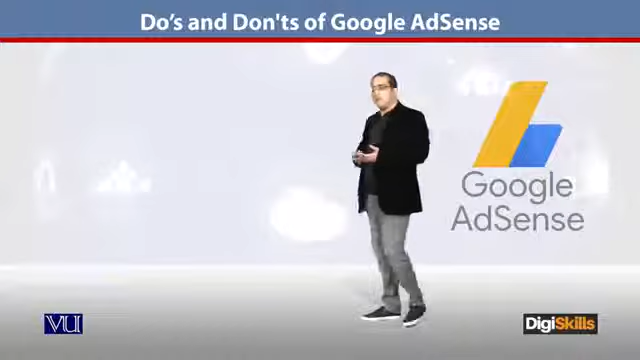 Do's and Don'ts of Google AdSense
Google
AdSense
VU
DigiSkills